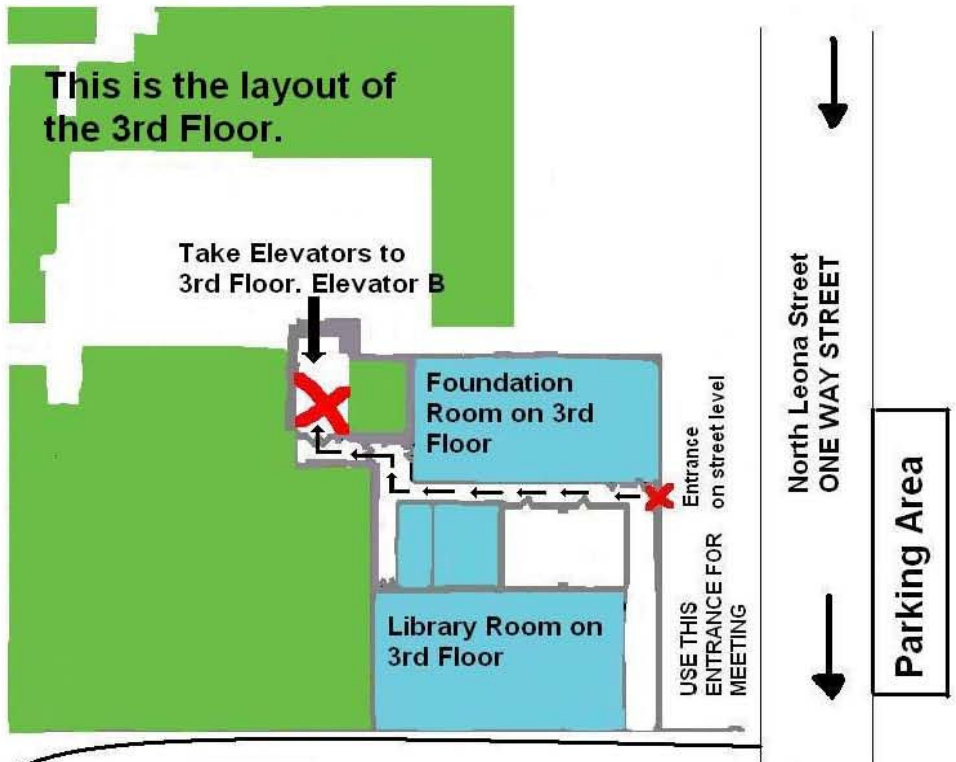 This is the layout of
the 3rd Floor.
Take Elevators to
3rd Floor. Elevator B
Foundation
Room on 3rd
Floor
Library Room on
3rd Floor
Entrance
on street level
USE THIS
ENTRANCE FOR
MEETING
North Leona Street
ONE WAY STREET
Parking Area